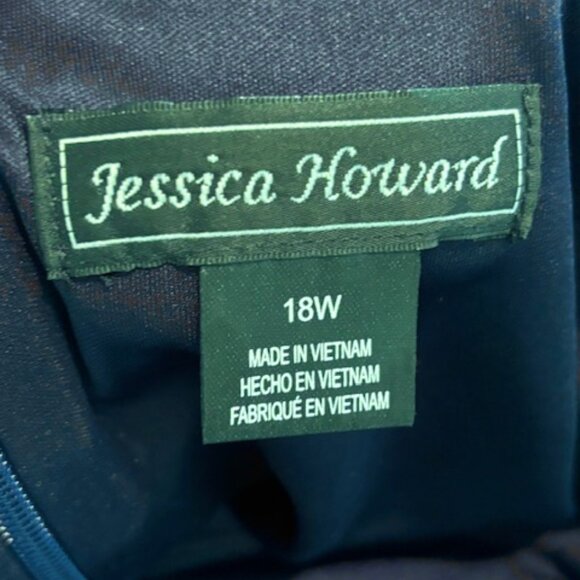 Jessica Howard
18W
MADE IN VIETNAM
HECHO EN VIETNAM
FABRIQUÉ EN VIETNAM